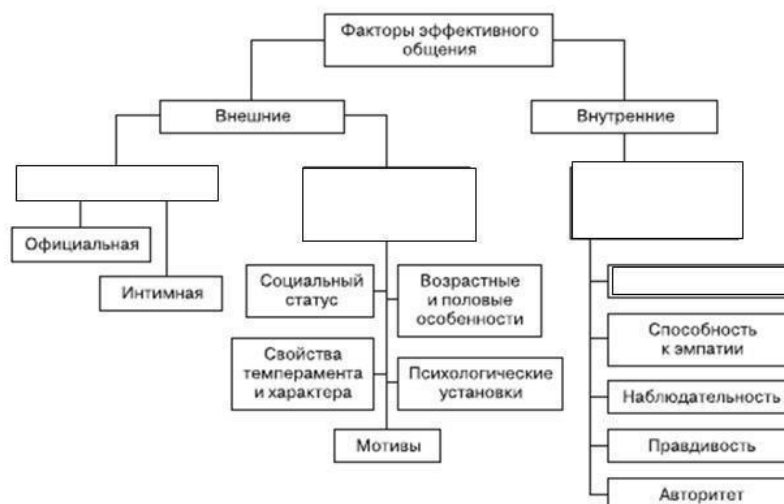 Факторы эффективного
общения
Внешние
Внутренние
Официальная
Интимная
Социальный
статус
Возрастные
и половые
особенности
Свойства
темперамента
и характера
Психологические
установки
Мотивы
Способность
к эмпатии
Наблюдательность
Правдивость
Авторитет